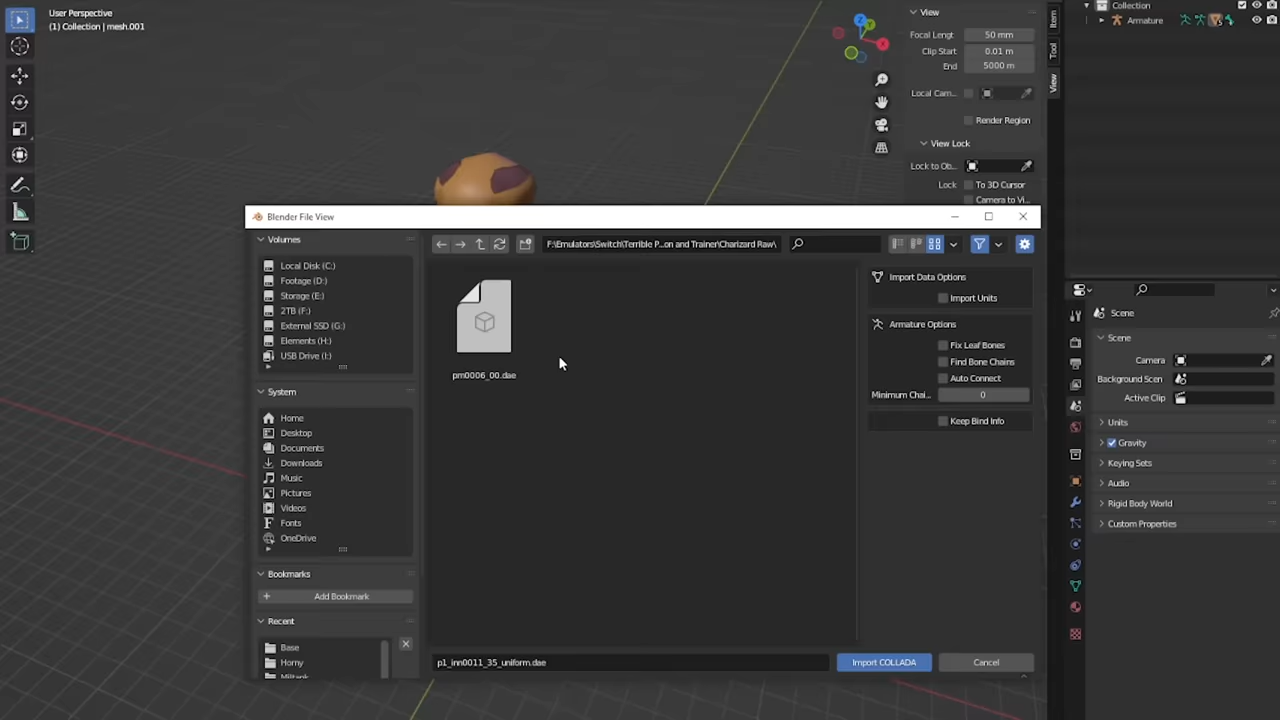 User Perspective
(1) Collection | mesh.001
View
Focal Lengt 50 mm
Clip Start 0.01 m
End 5000 m
Local Cam...
Render Region
View Lock
Lock to Ob...
Lock To 3D Cursor
Camera to Vi...
Item
Tool
View
Collection
Armature
Blender File View
Volumes
Local Disk (C:)
Footage (D:)
Storage (E:)
2TB (F:)
External SSD (G:)
Elements (H:)
USB Drive (I:)
System
Home
Desktop
Documents
Downloads
Music
Pictures
Videos
Fonts
OneDrive
Bookmarks
Add Bookmark
Recent
Base
Horny
Miltank
F:\Emulators\Switch\Terrible P...on and Trainer\Charizard Raw\
pm0006_00.dae
Import Data Options
Import Units
Armature Options
Fix Leaf Bones
Find Bone Chains
Auto Connect
Minimum Chai... 0
Keep Bind Info
p1_inn0011_35_uniform.dae
Import COLLADA
Cancel
Scene
Scene
Camera
Background Scen
Active Clip
Units
Gravity
Keying Sets
Audio
Rigid Body World
Custom Properties